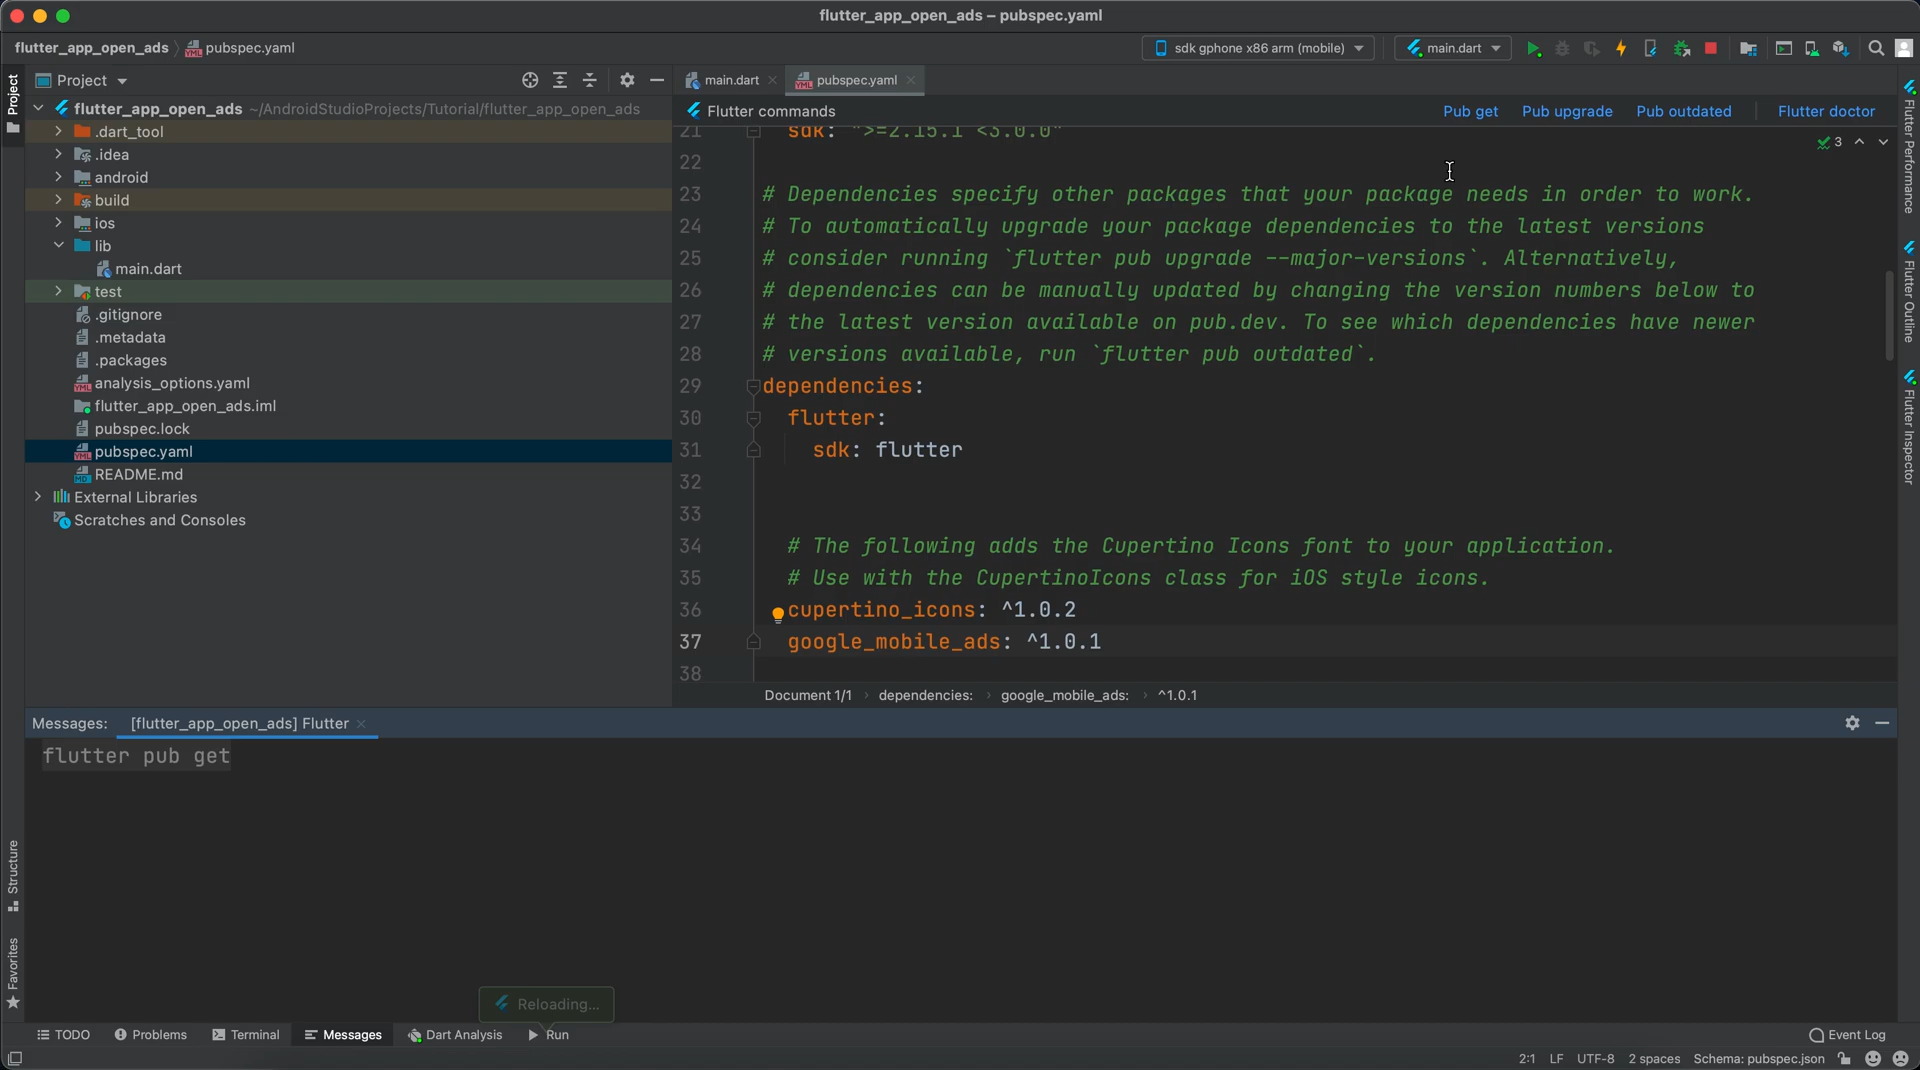 flutter_app_open_ads – pubspec.yaml
flutter_app_open_ads pubspec.yaml
sdk gphone x86 arm (mobile)
main.dart
Project
Project
flutter_app_open_ads ~/AndroidStudioProjects/Tutorial/flutter_app_open_ads
.dart_tool
.idea
android
build
ios
lib
main.dart
test
.gitignore
.metadata
.packages
analysis_options.yaml
flutter_app_open_ads.iml
pubspec.lock
pubspec.yaml
README.md
External Libraries
Scratches and Consoles
main.dart pubspec.yaml
Flutter commands Pub get Pub upgrade Pub outdated Flutter doctor
3
21 sdk: ">=2.15.1 <3.0.0"
22
23 # Dependencies specify other packages that your package needs in order to work.
24 # To automatically upgrade your package dependencies to the latest versions
25 # consider running `flutter pub upgrade --major-versions`. Alternatively,
26 # dependencies can be manually updated by changing the version numbers below to
27 # the latest version available on pub.dev. To see which dependencies have newer
28 # versions available, run `flutter pub outdated`.
29 dependencies:
30 flutter:
31 sdk: flutter
32
33
34 # The following adds the Cupertino Icons font to your application.
35 # Use with the CupertinoIcons class for iOS style icons.
36 cupertino_icons: ^1.0.2
37 google_mobile_ads: ^1.0.1
38
Document 1/1 dependencies: google_mobile_ads: ^1.0.1
Flutter Performance
Flutter Outline
Flutter Inspector
Messages: [flutter_app_open_ads] Flutter
flutter pub get
Structure
Favorites
Reloading...
TODO Problems Terminal Messages Dart Analysis Run Event Log
2:1 LF UTF-8 2 spaces Schema: pubspec.json